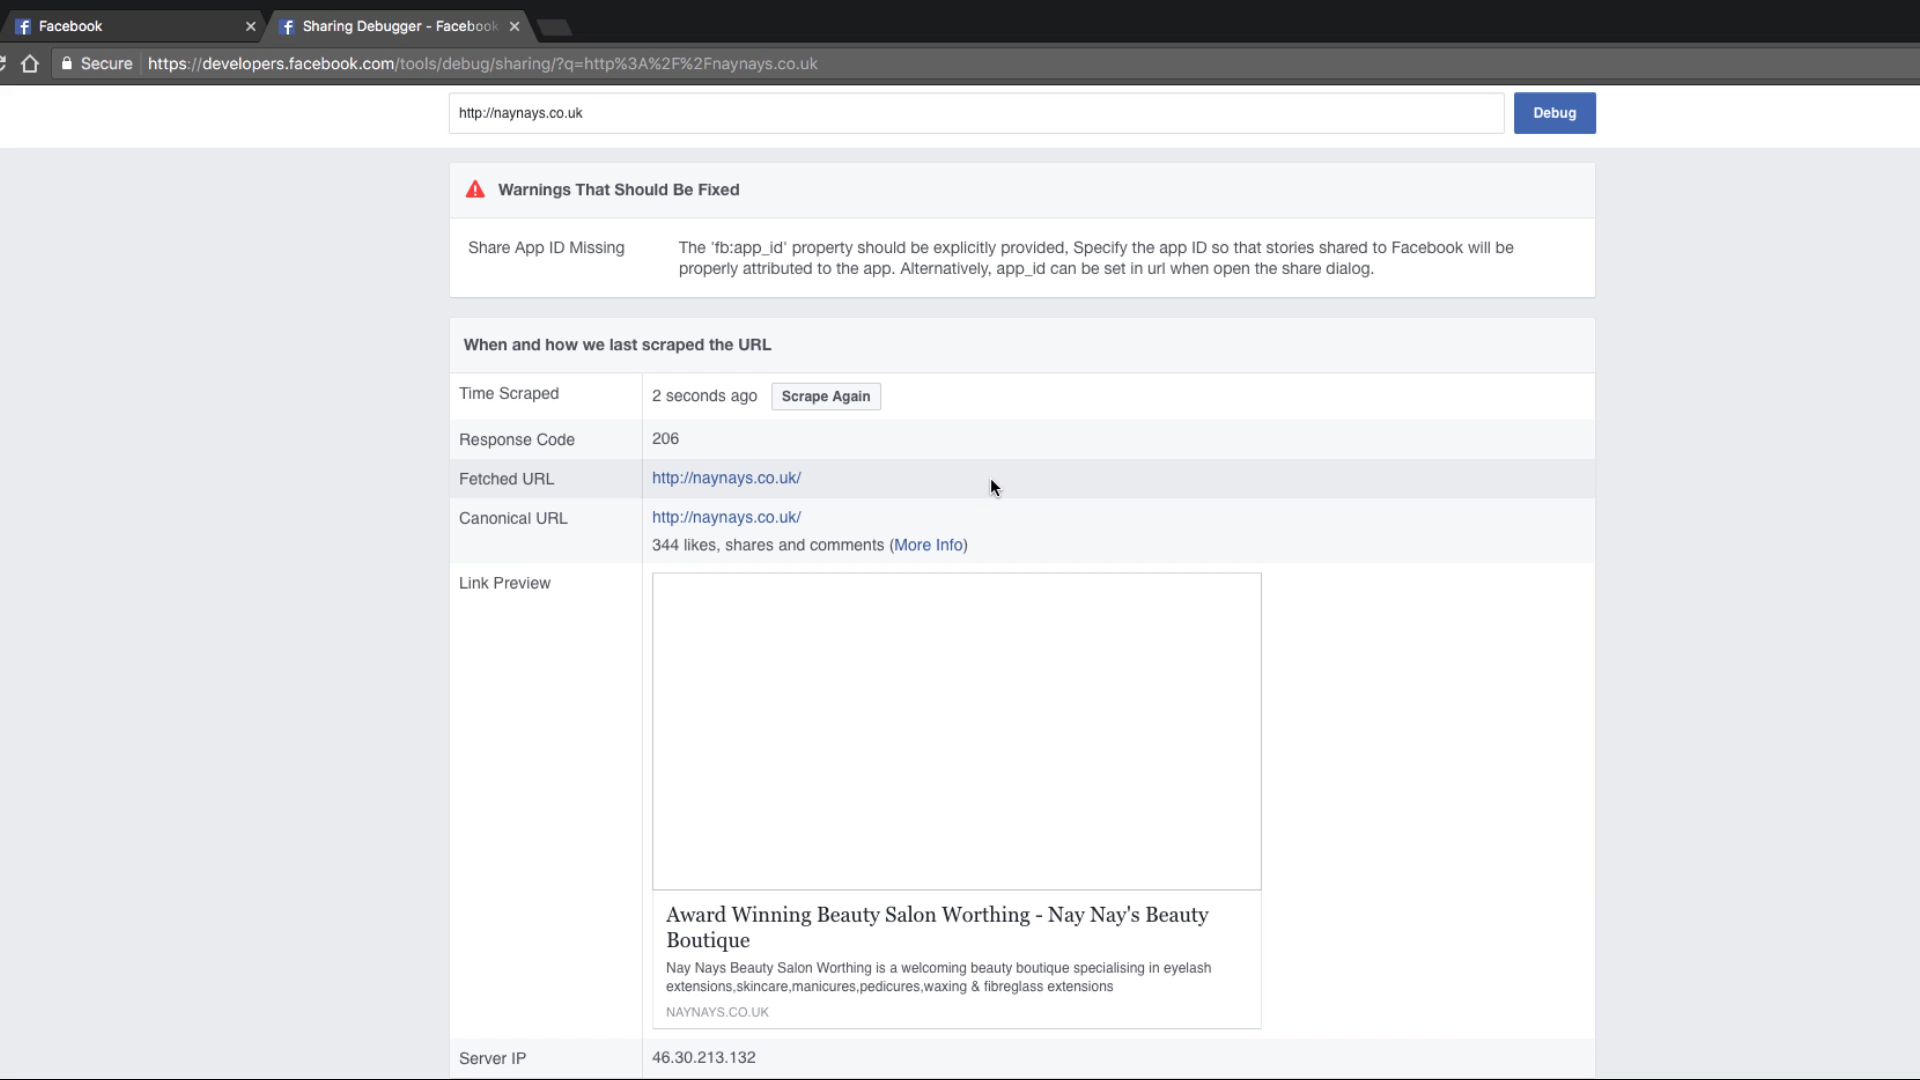 Facebook
Sharing Debugger - Facebook
Secure https://developers.facebook.com/tools/debug/sharing/?q=http%3A%2F%2Fnaynays.co.uk
http://naynays.co.uk
Debug
Warnings That Should Be Fixed
Share App ID Missing
The 'fb:app_id' property should be explicitly provided, Specify the app ID so that stories shared to Facebook will be
properly attributed to the app. Alternatively, app_id can be set in url when open the share dialog.
When and how we last scraped the URL
Time Scraped
2 seconds ago
Scrape Again
Response Code
206
Fetched URL
http://naynays.co.uk/
Canonical URL
http://naynays.co.uk/
344 likes, shares and comments (More Info)
Link Preview
Award Winning Beauty Salon Worthing - Nay Nay's Beauty
Boutique
Nay Nays Beauty Salon Worthing is a welcoming beauty boutique specialising in eyelash
extensions,skincare,manicures,pedicures,waxing & fibreglass extensions
NAYNAYS.CO.UK
Server IP
46.30.213.132